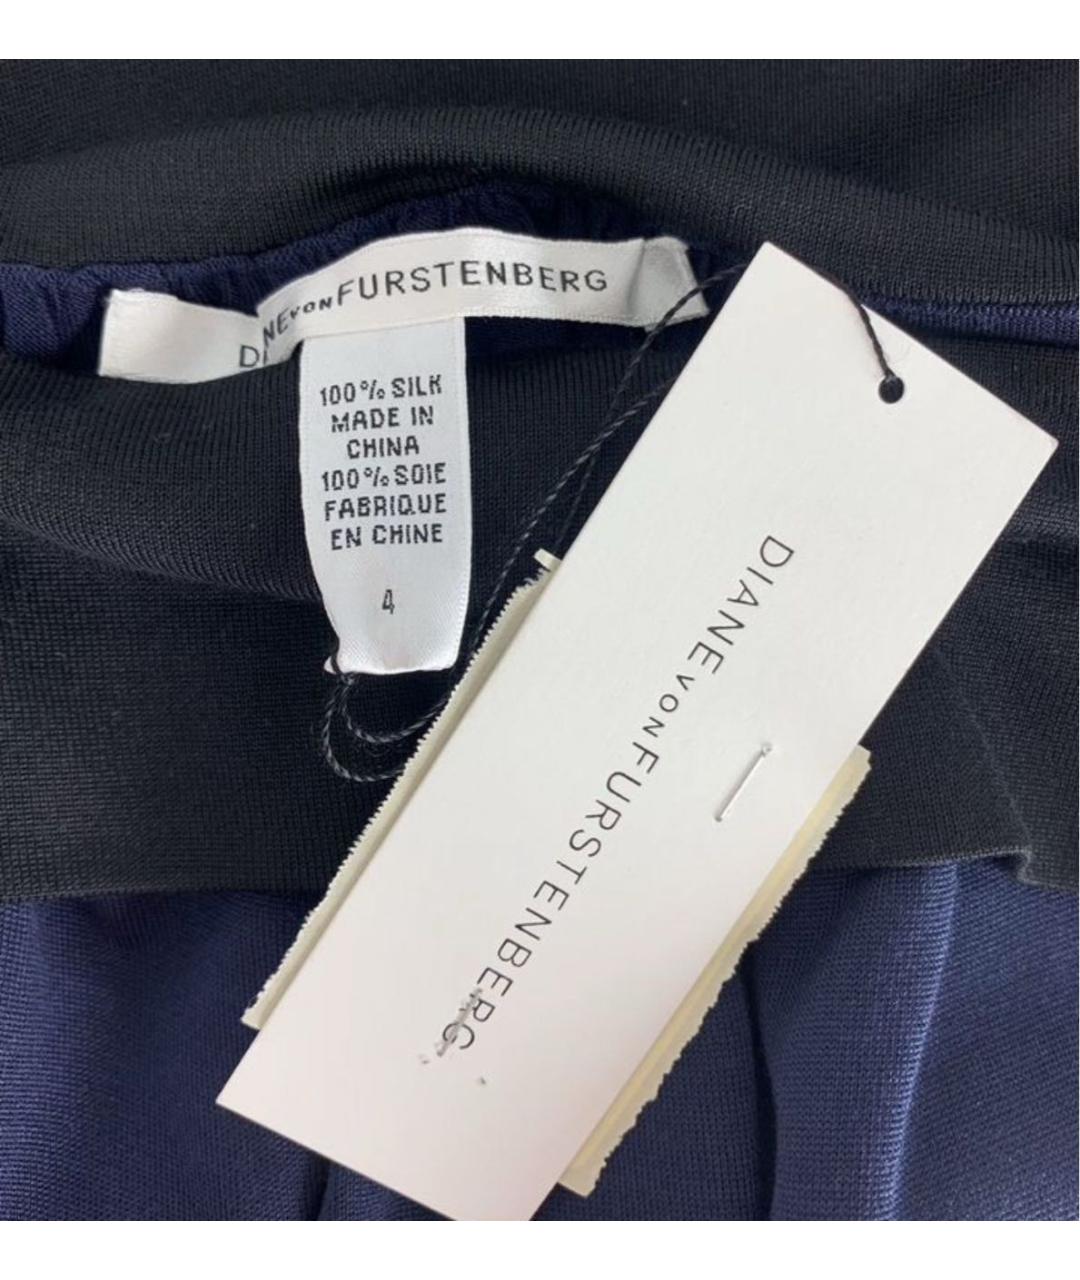 DIANE VON FURSTENBERG
100% SILK
MADE IN
CHINA
100% SOIE
FABRIQUE
EN CHINE
4
DIANE VON FURSTENBERG